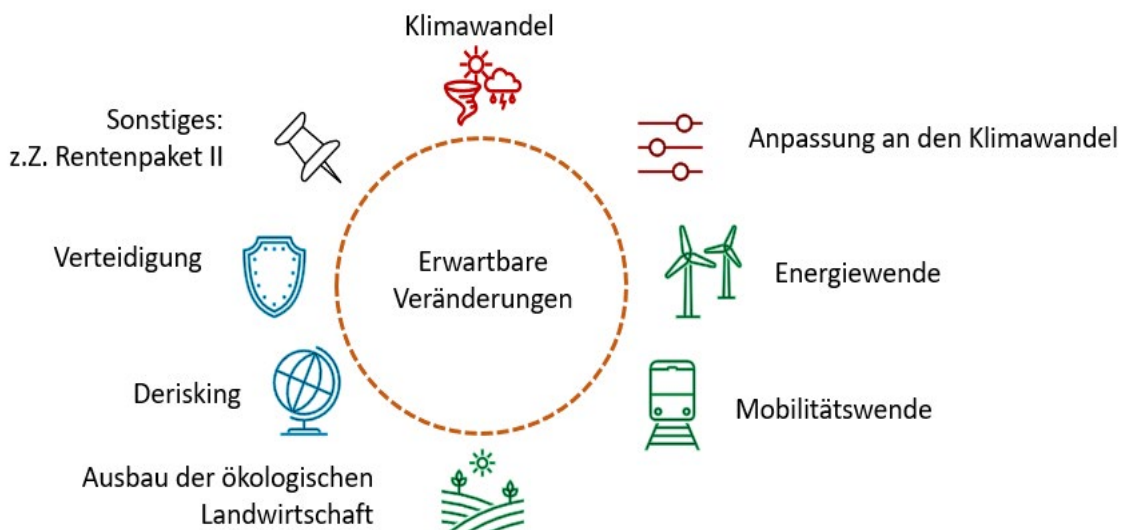 Klimawandel
Anpassung an den Klimawandel
Energiewende
Mobilitätswende
Ausbau der ökologischen
Landwirtschaft
Derisking
Verteidigung
Sonstiges:
z.Z. Rentenpaket II
Erwartbare
Veränderungen